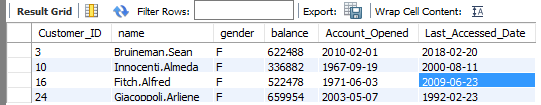 Result Grid Filter Rows: Export: Wrap Cell Content: IA
Customer_ID name gender balance Account_Opened Last_Accessed_Date
3 Bruineman.Sean F 622488 2010-02-01 2018-02-20
10 Innocenti.Almeda F 336882 1967-09-19 2000-08-11
16 Fitch.Alfred F 522478 1971-06-03 2009-06-23
24 Giacoppoli.Arliene F 659954 2003-05-07 1992-02-23